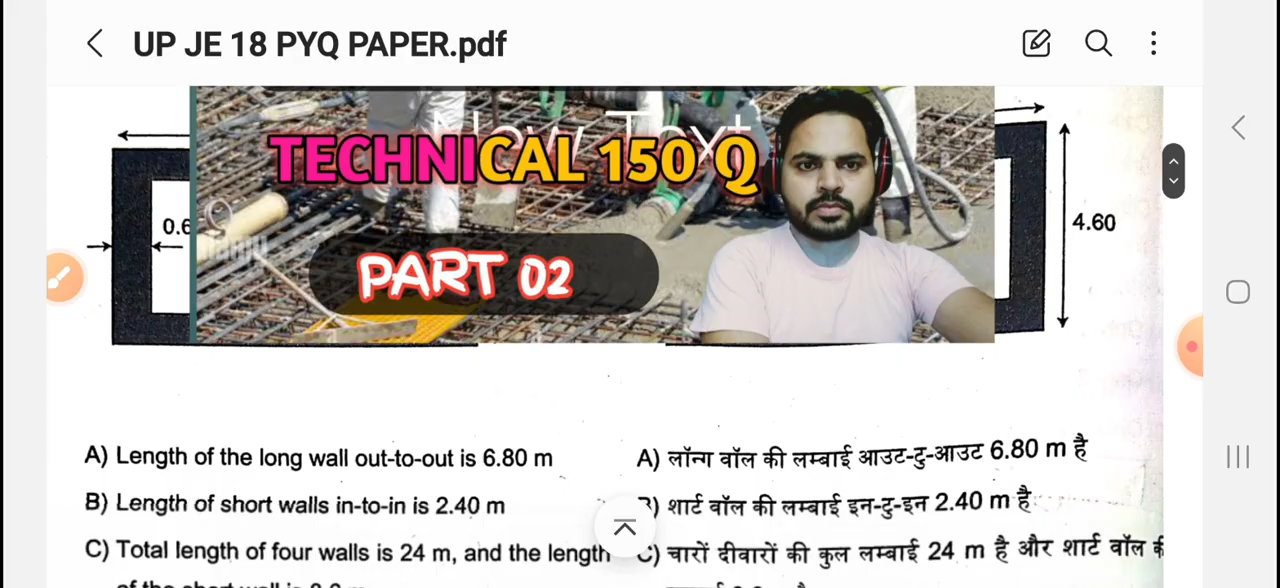 UP JE 18 PYQ PAPER.pdf
New Text
TECHNICAL 150 Q
4.60
0.6
PART 02
A) Length of the long wall out-to-out is 6.80 m
A) लॉन्ग वॉल की लम्बाई आउट-टु-आउट 6.80 m है
B) Length of short walls in-to-in is 2.40 m
शार्ट वॉल की लम्बाई इन-टु-इन 2.40 m है
C) Total length of four walls is 24 m, and the length
C) चारों दीवारों की कुल लम्बाई 24 m है और शार्ट वॉल